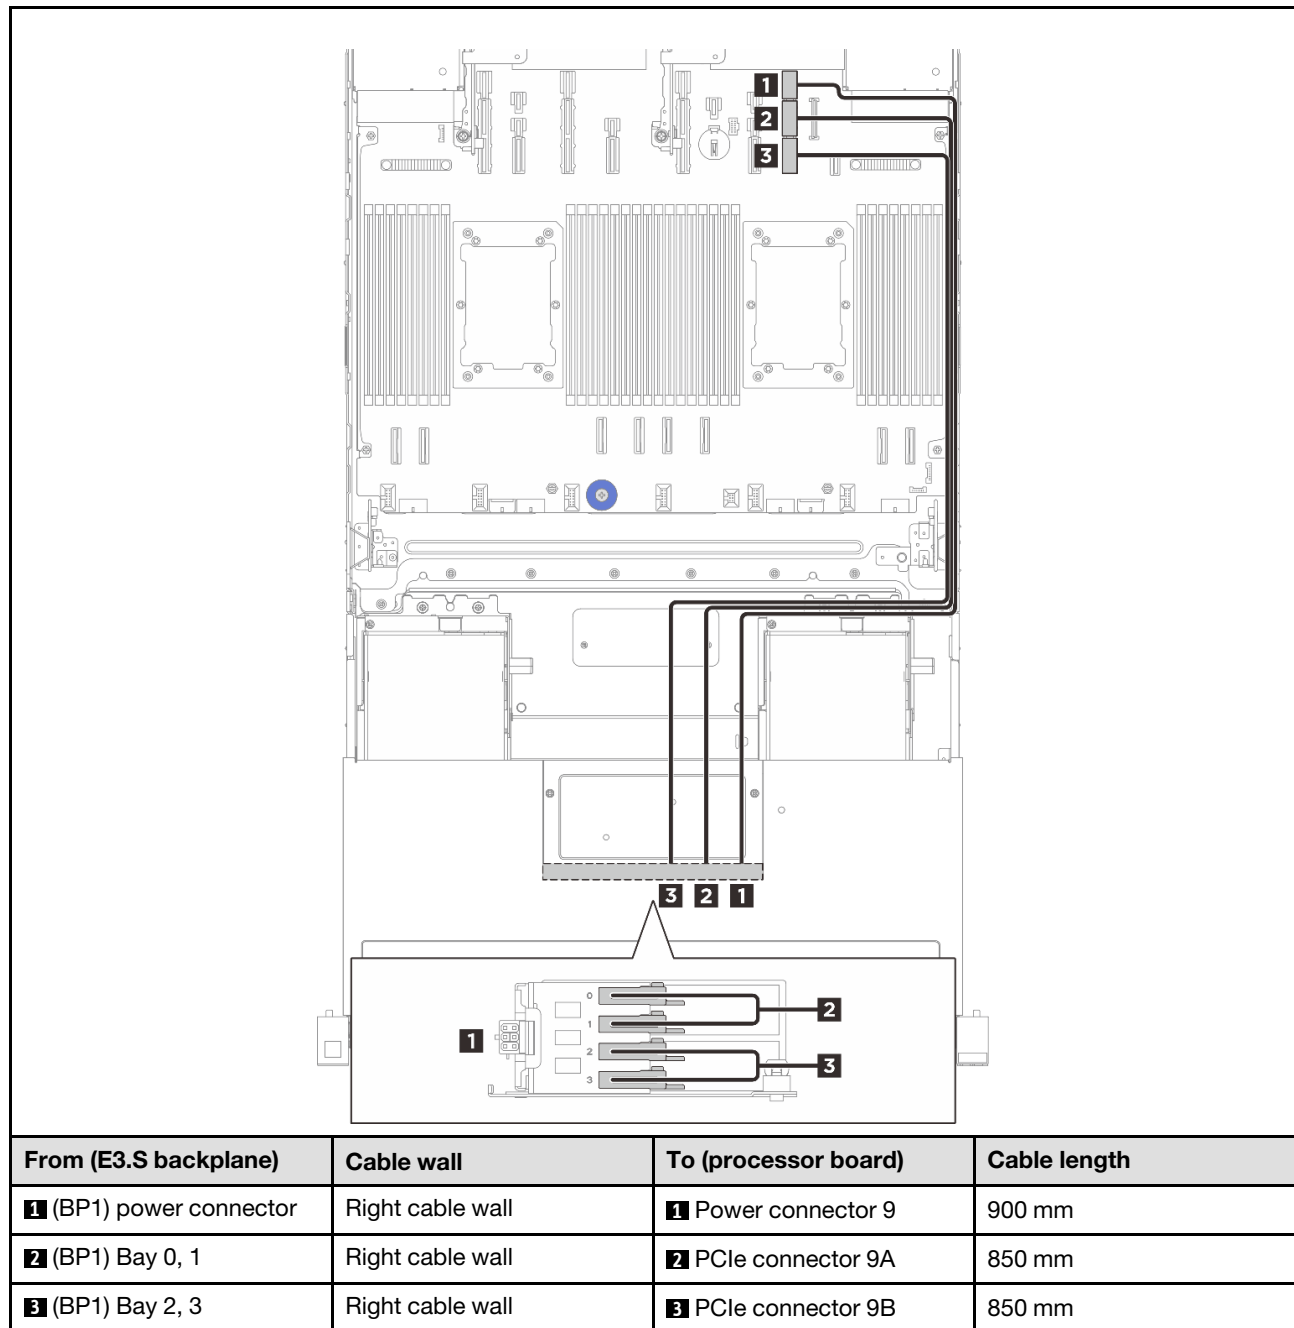 1
2
3
3 2 1
0
1
2
3
1
2
3
From (E3.S backplane) Cable wall To (processor board) Cable length
1 (BP1) power connector Right cable wall 1 Power connector 9 900 mm
2 (BP1) Bay 0, 1 Right cable wall 2 PCIe connector 9A 850 mm
3 (BP1) Bay 2, 3 Right cable wall 3 PCIe connector 9B 850 mm